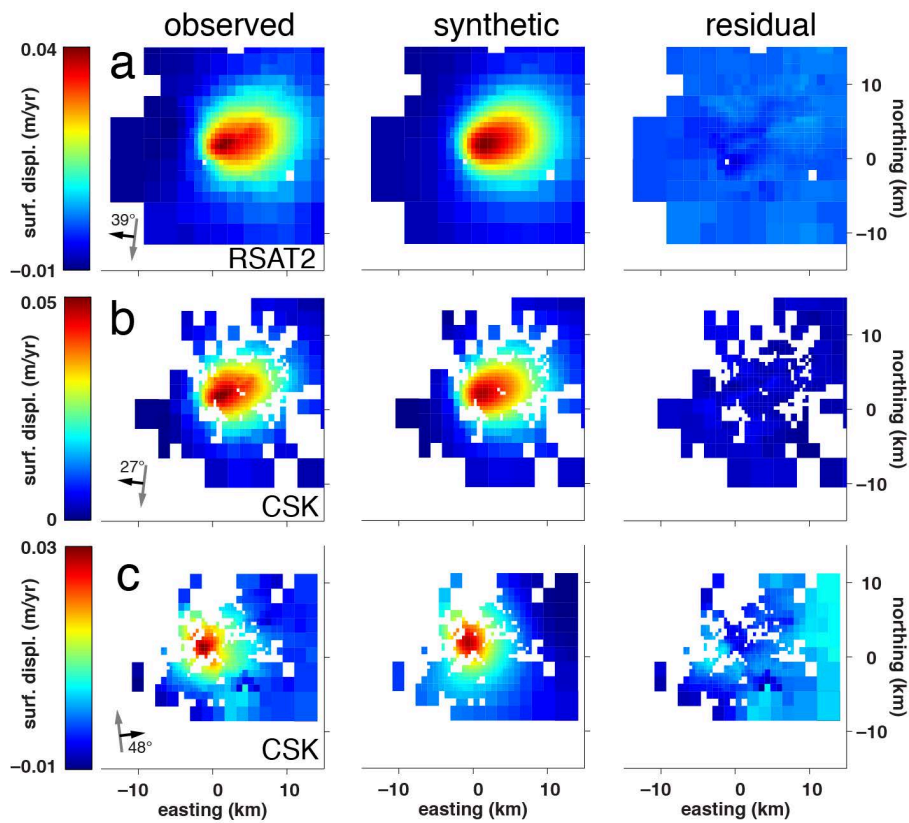 observed synthetic residual
0.04
a
surf. displ. (m/yr)
39°
RSAT2
−0.01
10
0
−10
northing (km)
0.05
b
surf. displ. (m/yr)
27°
CSK
0
10
0
−10
northing (km)
0.03
c
surf. displ. (m/yr)
48°
CSK
−0.01
10
0
−10
northing (km)
−10 0 10 −10 0 10 −10 0 10
easting (km) easting (km) easting (km)